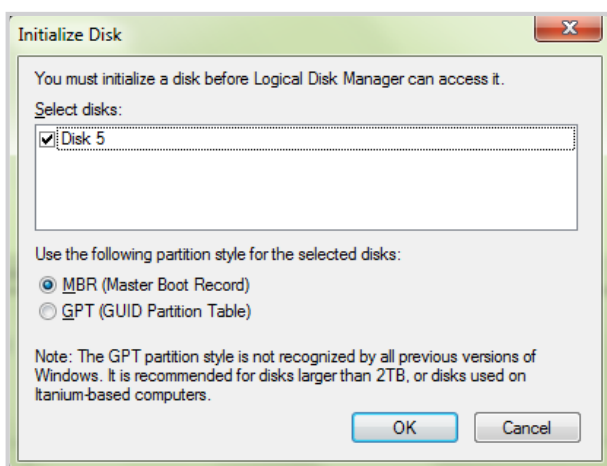 Initialize Disk
X
You must initialize a disk before Logical Disk Manager can access it.
Select disks:
Disk 5
Use the following partition style for the selected disks:
MBR (Master Boot Record)
GPT (GUID Partition Table)
Note: The GPT partition style is not recognized by all previous versions of
Windows. It is recommended for disks larger than 2TB, or disks used on
Itanium-based computers.
OK Cancel